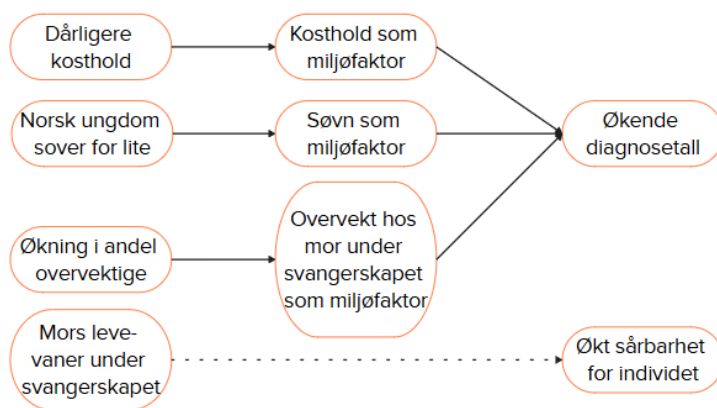 Dårligere
kosthold
Kosthold som
miljøfaktor
Norsk ungdom
sover for lite
Søvn som
miljøfaktor
Økende
diagnosetall
Økning i andel
overvektige
Overvekt hos
mor under
svangerskapet
som miljøfaktor
Mors leve-
vaner under
svangerskapet
Økt sårbarhet
for individet